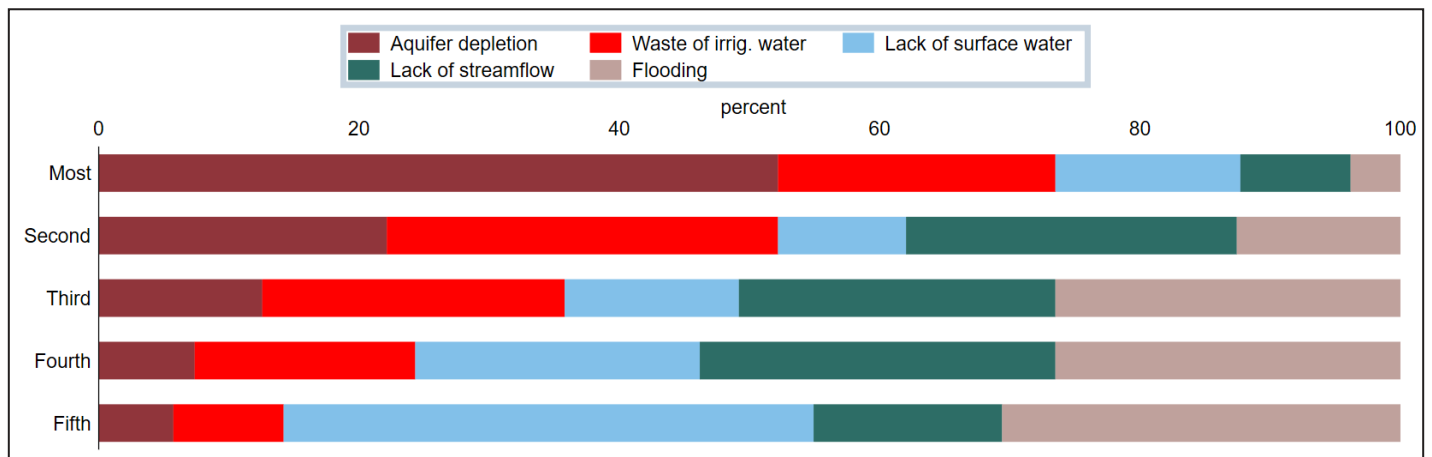 Aquifer depletion Waste of irrig. water Lack of surface water
Lack of streamflow Flooding
percent
0 20 40 60 80 100
Most
Second
Third
Fourth
Fifth